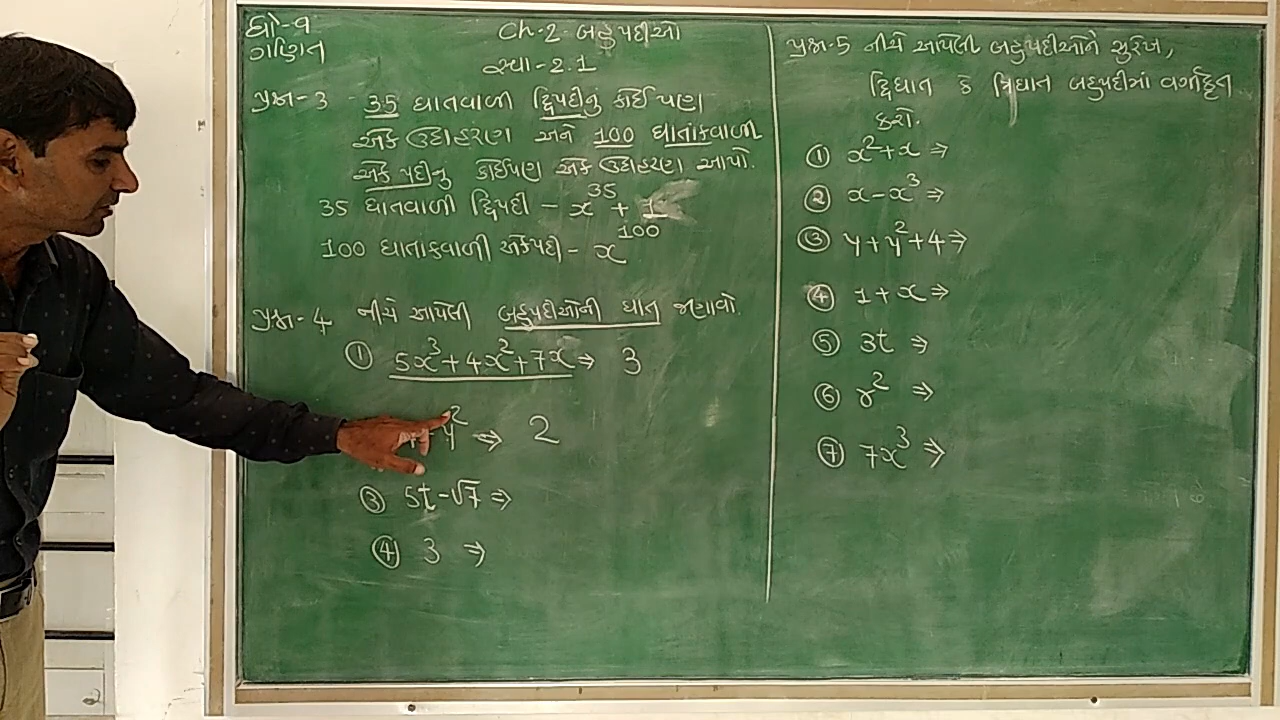 ધો-૧
ગણિત
Ch-2 બહુપદીઓ
સ્વા-2.1
પ્રશ્ન-3 35 ઘાતવાળી દ્વિપદીનું કોઈ પણ
એક ઉદાહરણ અને 100 ઘાતાંકવાળી
એક પદીનું કોઈપણ એક ઉદાહરણ આપો.
35 ઘાતવાળી દ્વિપદી - x³⁵ + 1
100 ઘાતાંકવાળી એકપદી - x¹⁰⁰
પ્રશ્ન-4 નીચે આપેલી બહુપદીઓની ઘાત જણાવો.
① 5x³+4x²+7x ⇒ 3
y² ⇒ 2
③ 5t-√7 ⇒
④ 3 ⇒
પ્રશ્ન-5 નીચે આપેલી બહુપદીઓને સુરેખ,
દ્વિઘાત કે ત્રિઘાત બહુપદીમાં વર્ગીકૃત
કરો.
① x²+x ⇒
② x-x³ ⇒
③ y+y²+4 ⇒
④ 1+x ⇒
⑤ 3t ⇒
⑥ r² ⇒
⑦ 7x³ ⇒